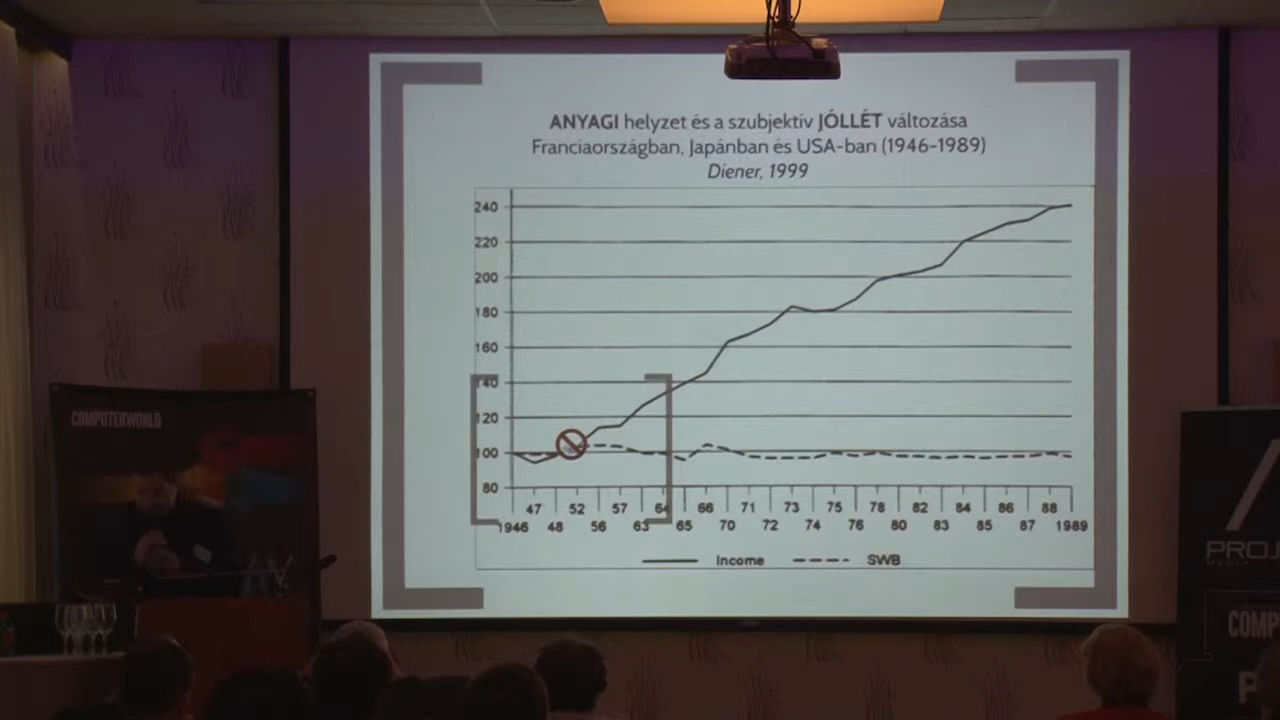 ANYAGI helyzet és a szubjektív JÓLLÉT változása
Franciaországban, Japánban és USA-ban (1946-1989)
Diener, 1999
240
220
200
180
160
140
120
100
80
47 52 57 64 66 71 73 75 78 82 84 86 88
1946 48 56 63 65 70 72 74 76 80 83 85 87 1989
Income SWB
COMPUTERWORLD
PROJ
COMP
P